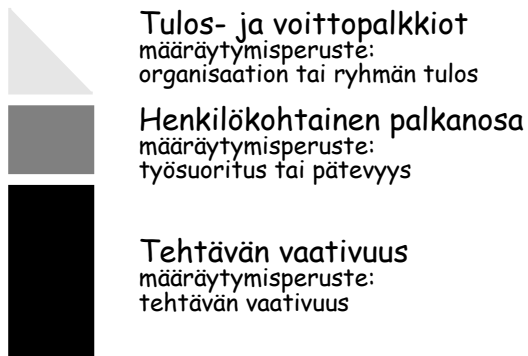 Tulos- ja voittopalkkiot
määräytymisperuste:
organisaation tai ryhmän tulos
Henkilökohtainen palkanosa
määräytymisperuste:
työsuoritus tai pätevyys
Tehtävän vaativuus
määräytymisperuste:
tehtävän vaativuus